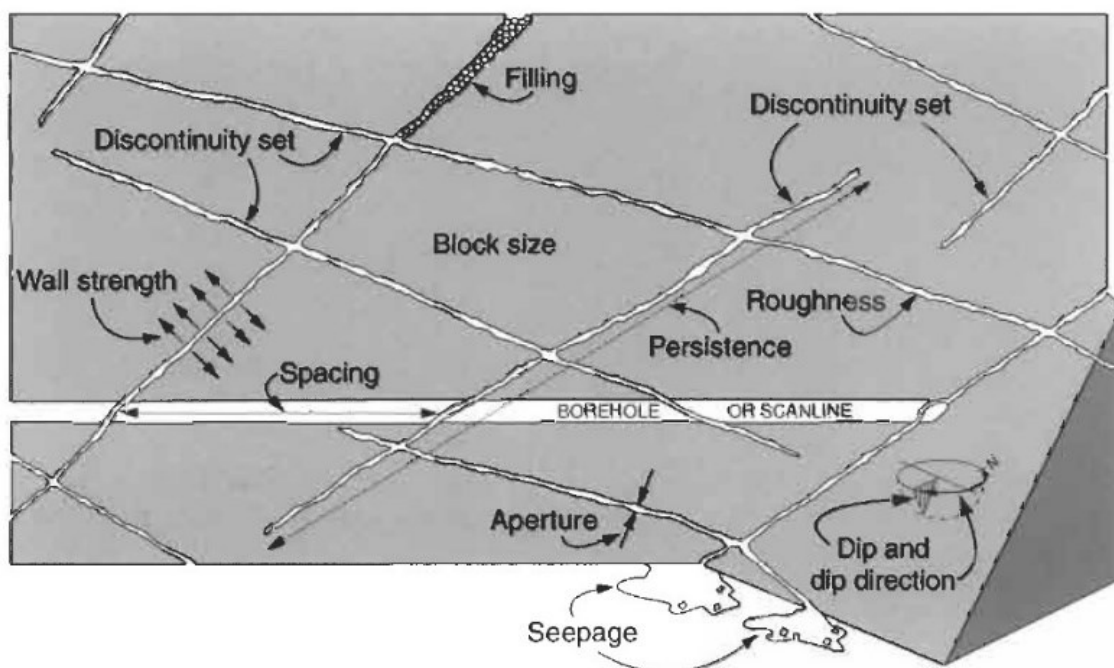 Filling
Discontinuity set
Discontinuity set
Block size
Wall strength
Roughness
Persistence
Spacing
BOREHOLE OR SCANLINE
N
Aperture
Dip and
dip direction
Seepage